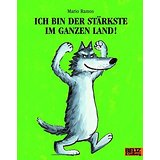 Mario Ramos
ICH BIN DER STÄRKSTE
IM GANZEN LAND!